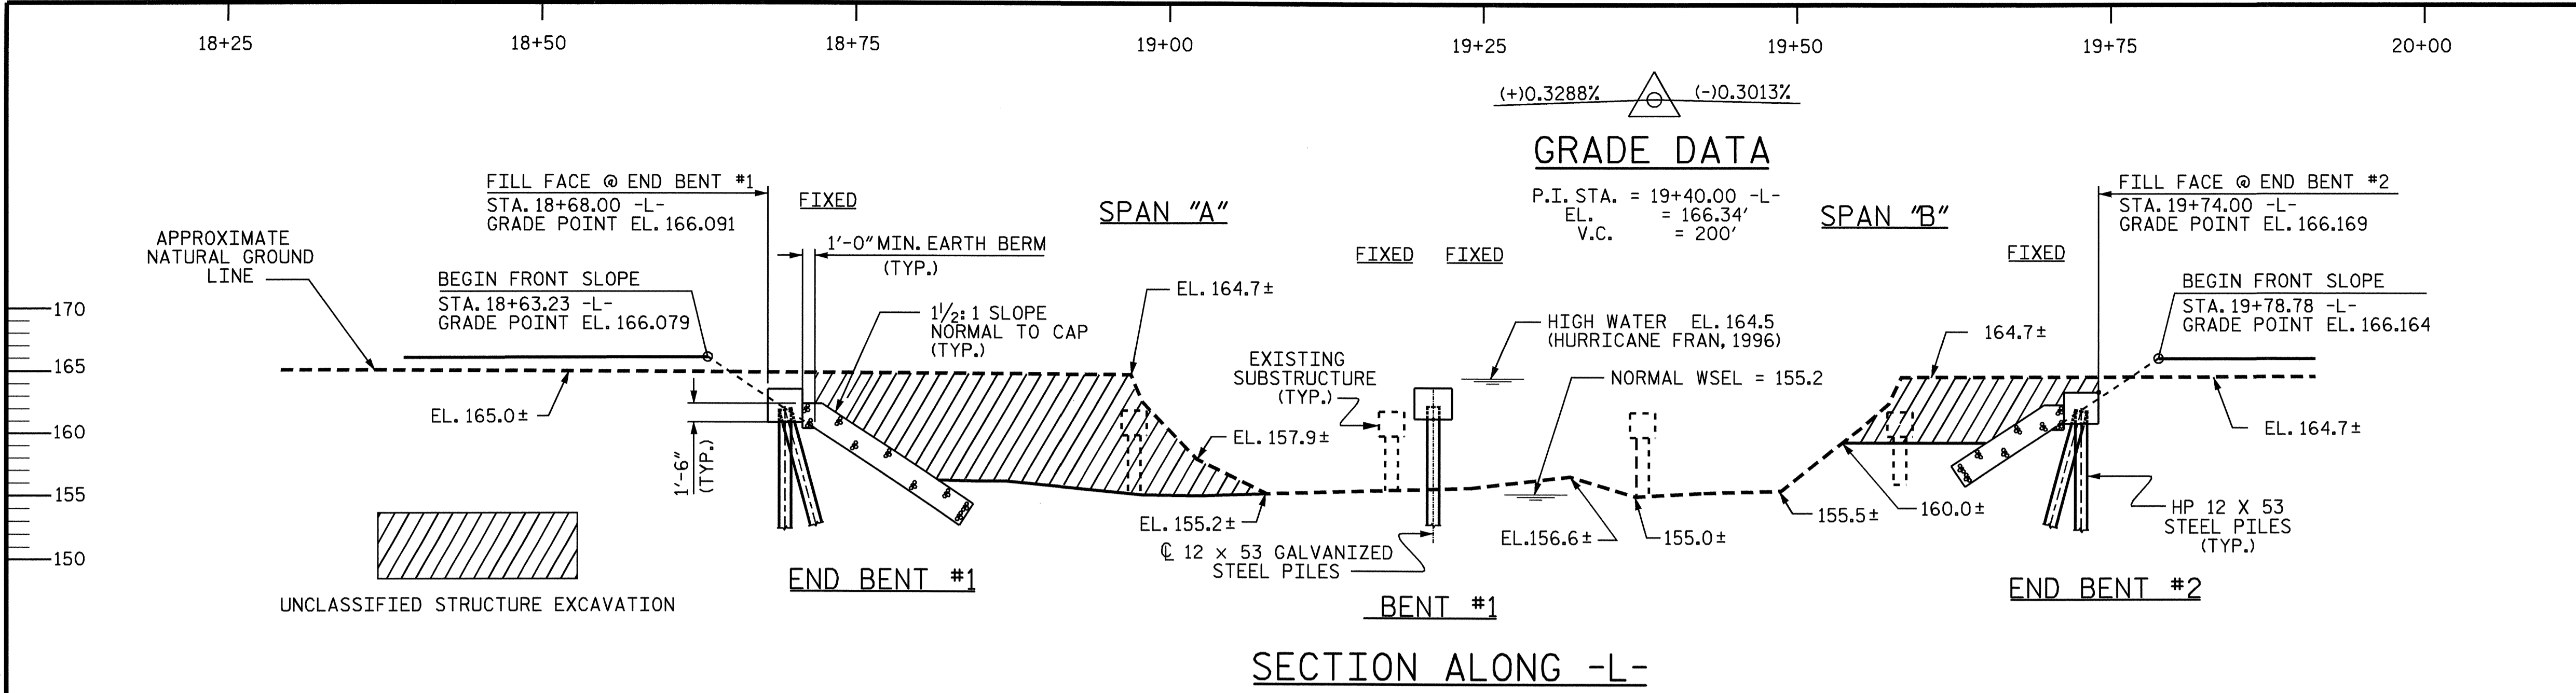 18+25
18+50
18+75
19+00
19+25
19+50
19+75
20+00
(+)0.3288%
(-)0.3013%
GRADE DATA
P.I. STA. = 19+40.00 -L-
EL. = 166.34'
V.C. = 200'
FILL FACE @ END BENT #1
STA. 18+68.00 -L-
GRADE POINT EL. 166.091
FIXED
SPAN "A"
SPAN "B"
FILL FACE @ END BENT #2
STA. 19+74.00 -L-
GRADE POINT EL. 166.169
APPROXIMATE
NATURAL GROUND
LINE
1'-0" MIN. EARTH BERM
(TYP.)
FIXED
FIXED
FIXED
BEGIN FRONT SLOPE
STA. 18+63.23 -L-
GRADE POINT EL. 166.079
EL. 164.7±
BEGIN FRONT SLOPE
STA. 19+78.78 -L-
GRADE POINT EL. 166.164
1½:1 SLOPE
NORMAL TO CAP
(TYP.)
HIGH WATER EL. 164.5
(HURRICANE FRAN, 1996)
164.7±
170
165
160
155
150
EXISTING
SUBSTRUCTURE
(TYP.)
NORMAL WSEL = 155.2
EL. 165.0±
EL. 157.9±
EL. 164.7±
1'-6"
(TYP.)
EL. 155.2±
℄ 12 x 53 GALVANIZED
STEEL PILES
EL. 156.6±
155.0±
155.5±
160.0±
HP 12 X 53
STEEL PILES
(TYP.)
UNCLASSIFIED STRUCTURE EXCAVATION
END BENT #1
BENT #1
END BENT #2
SECTION ALONG -L-